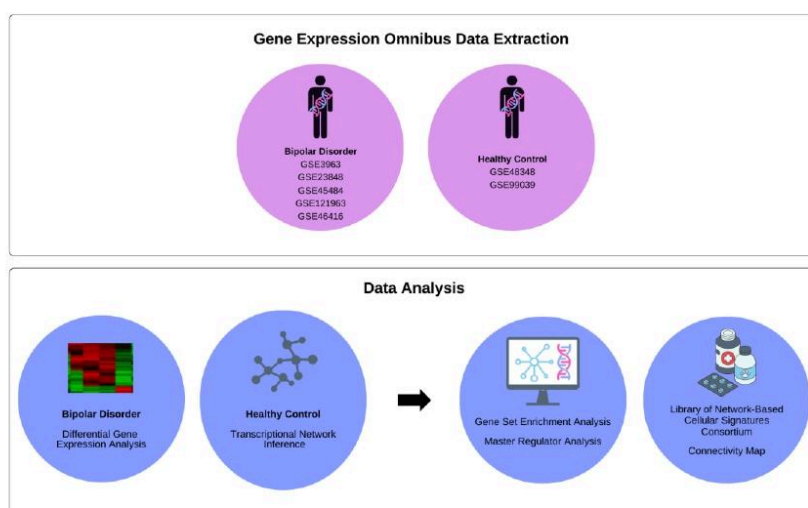 Gene Expression Omnibus Data Extraction
Bipolar Disorder
GSE3963
GSE23848
GSE45484
GSE121963
GSE46416
Healthy Control
GSE48348
GSE99039
Data Analysis
Bipolar Disorder
Differential Gene
Expression Analysis
Healthy Control
Transcriptional Network
Inference
Gene Set Enrichment Analysis
Master Regulator Analysis
Library of Network-Based
Cellular Signatures
Consortium
Connectivity Map